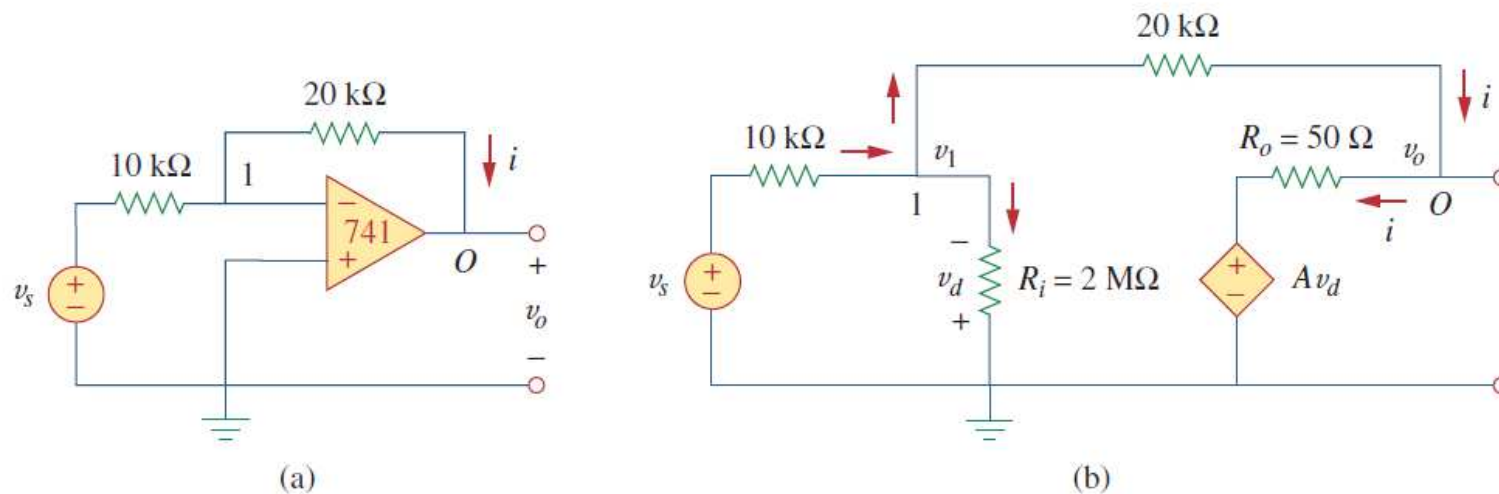 20 kΩ
10 kΩ
1
i
741
−
+
O
+
v_o
−
v_s
+
−
(a)
20 kΩ
i
10 kΩ
v_1
R_o = 50 Ω
v_o
1
O
i
−
v_d
+
R_i = 2 MΩ
v_s
+
−
+
−
Av_d
(b)